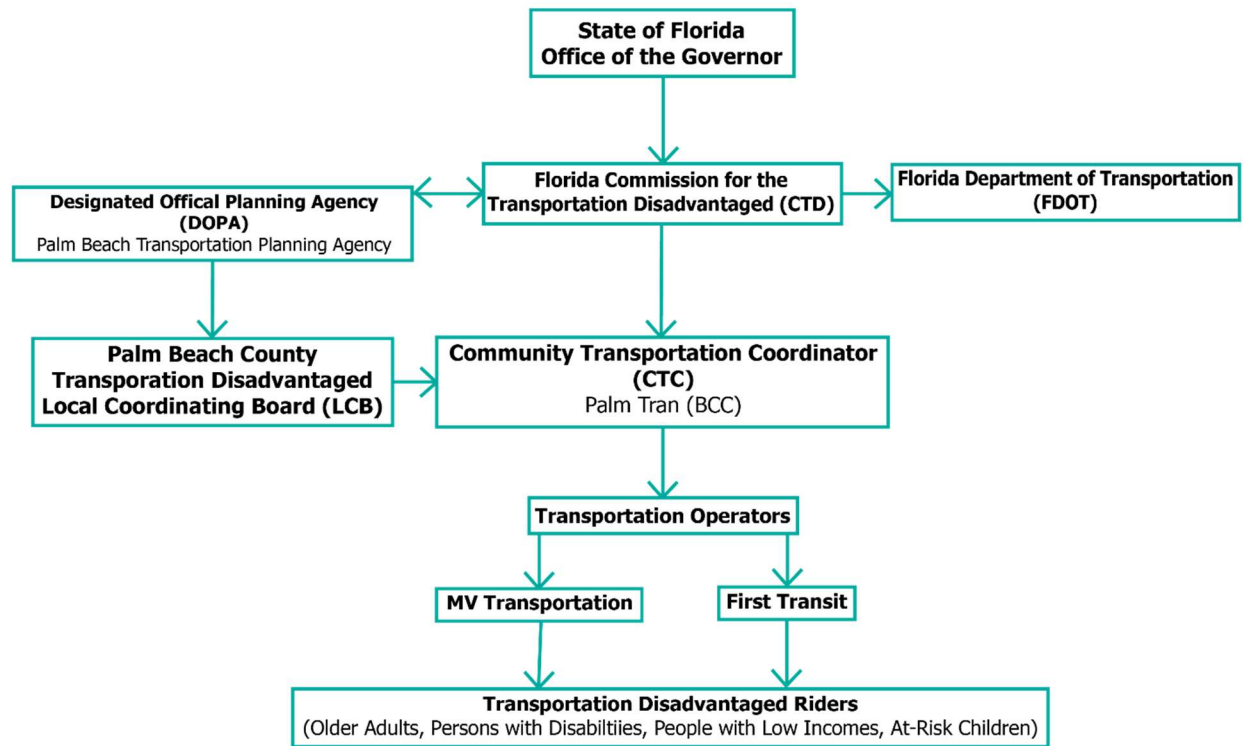 State of Florida
Office of the Governor
Florida Commission for the
Transportation Disadvantaged (CTD)
Florida Department of Transportation
(FDOT)
Designated Offical Planning Agency
(DOPA)
Palm Beach Transportation Planning Agency
Palm Beach County
Transporation Disadvantaged
Local Coordinating Board (LCB)
Community Transportation Coordinator
(CTC)
Palm Tran (BCC)
Transportation Operators
MV Transportation
First Transit
Transportation Disadvantaged Riders
(Older Adults, Persons with Disabiltiies, People with Low Incomes, At-Risk Children)